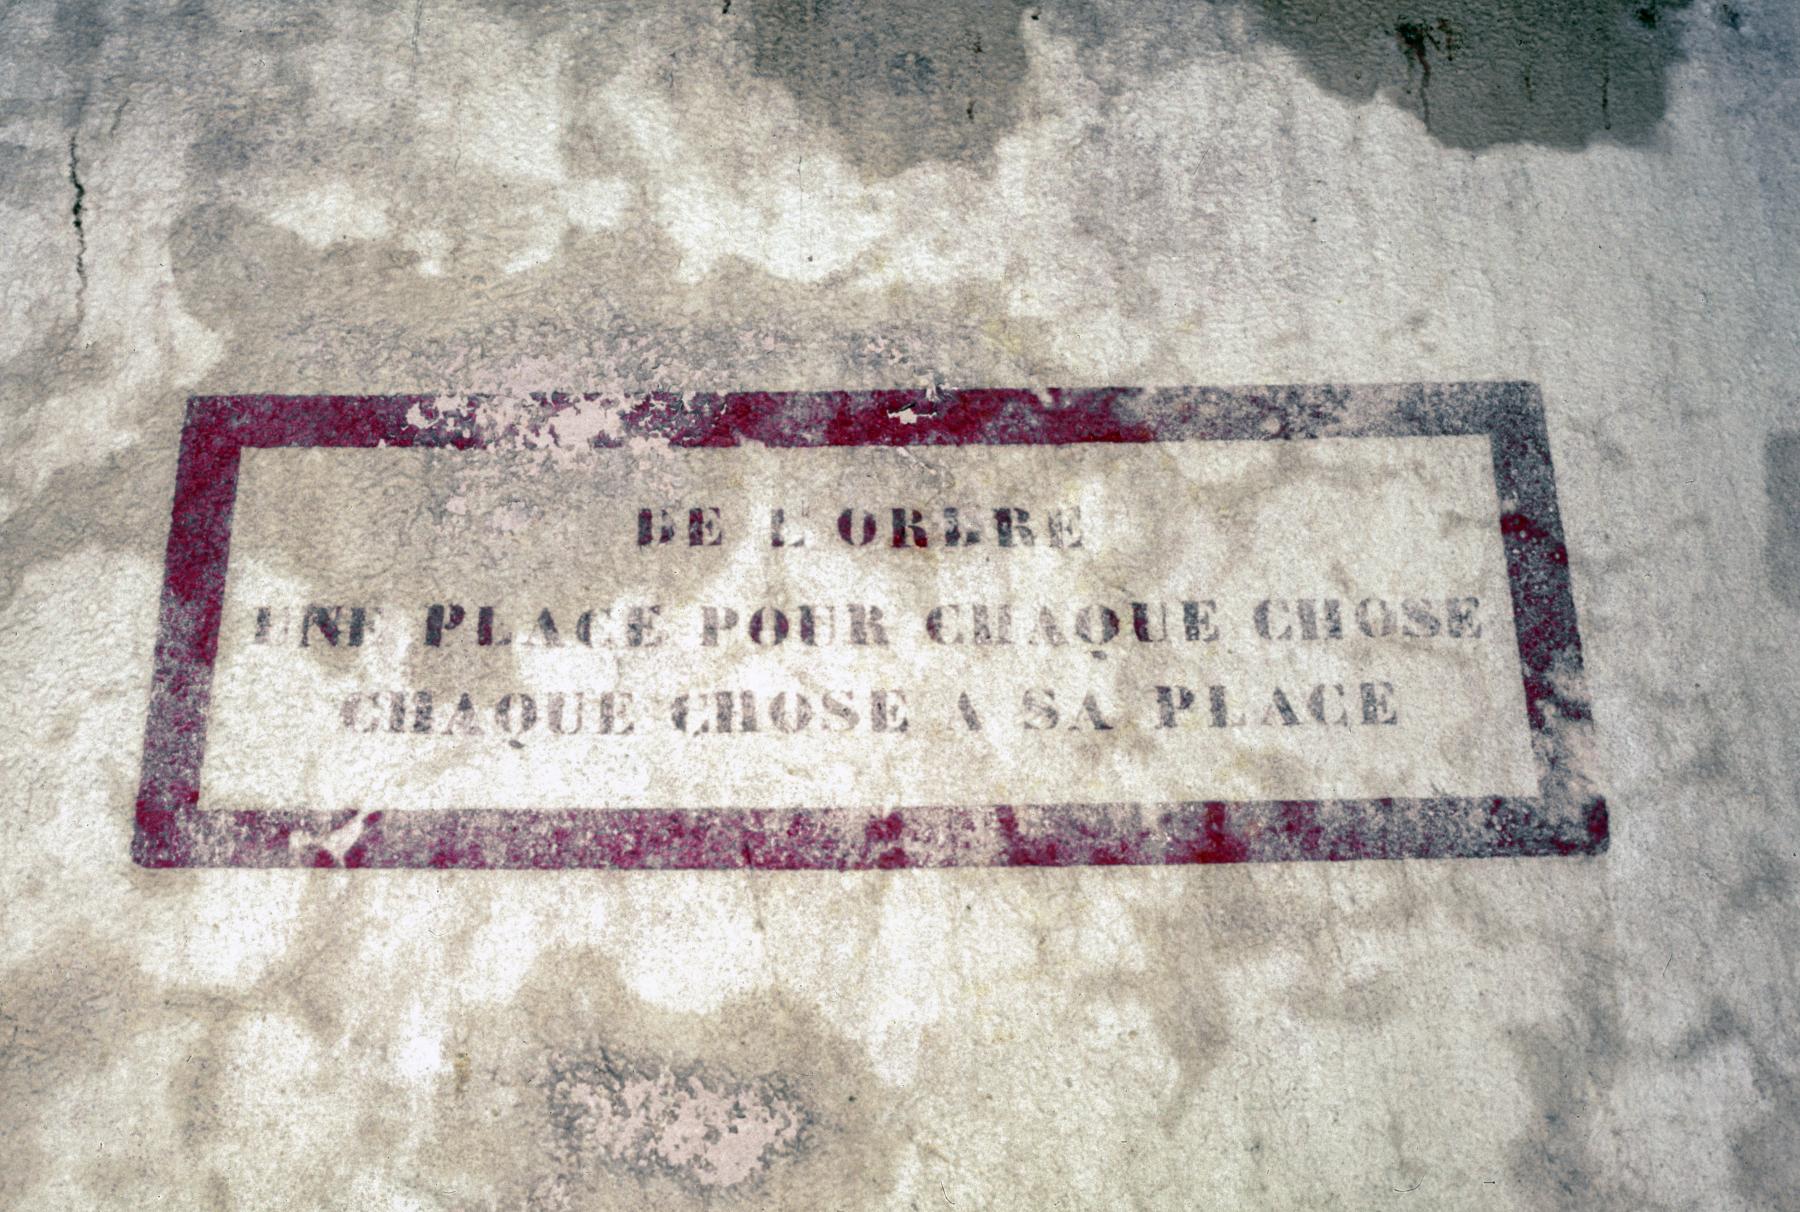 DE L'ORDRE
UNE PLACE POUR CHAQUE CHOSE
CHAQUE CHOSE A SA PLACE